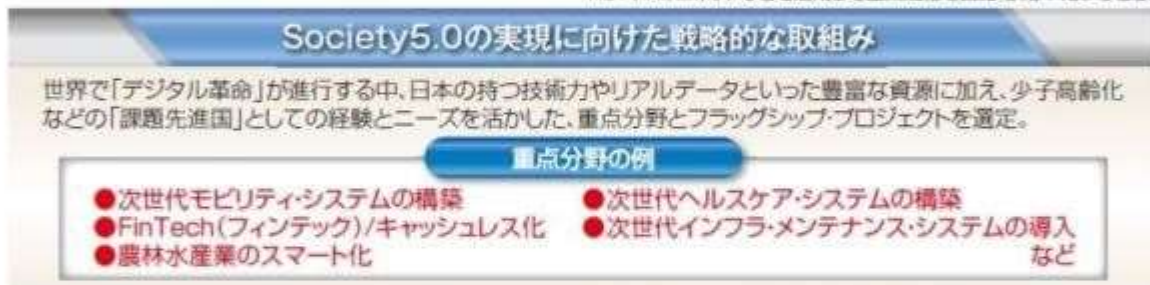 Society5.0の実現に向けた戦略的な取組み
世界で「デジタル革命」が進行する中、日本の持つ技術力やリアルデータといった豊富な資源に加え、少子高齢化
などの「課題先進国」としての経験とニーズを活かした、重点分野とフラッグシップ・プロジェクトを選定。
重点分野の例
●次世代モビリティ・システムの構築
●FinTech(フィンテック)/キャッシュレス化
●農林水産業のスマート化
●次世代ヘルスケア・システムの構築
●次世代インフラ・メンテナンス・システムの導入
など